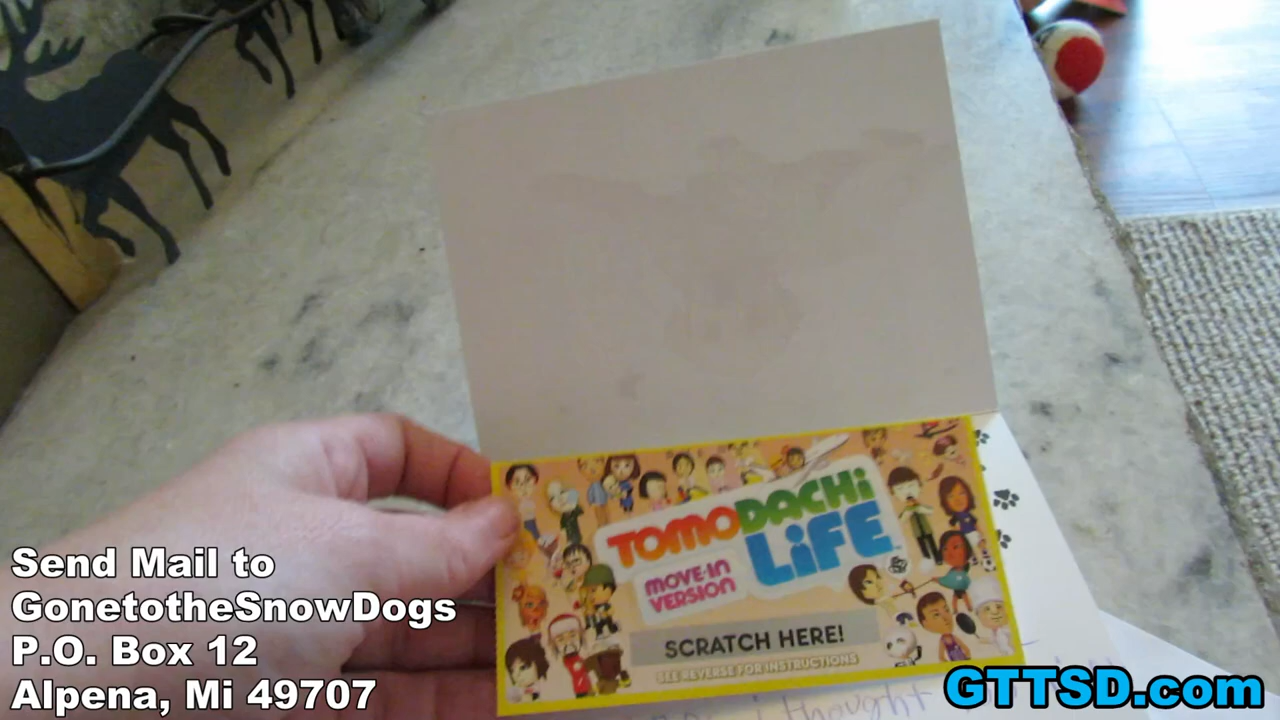 TOMODACHi
LiFE
MOVE-iN
VERSION
SCRATCH HERE!
SEE REVERSE FOR INSTRUCTIONS
i thought
Send Mail to
GonetotheSnowDogs
P.O. Box 12
Alpena, Mi 49707
GTTSD.com